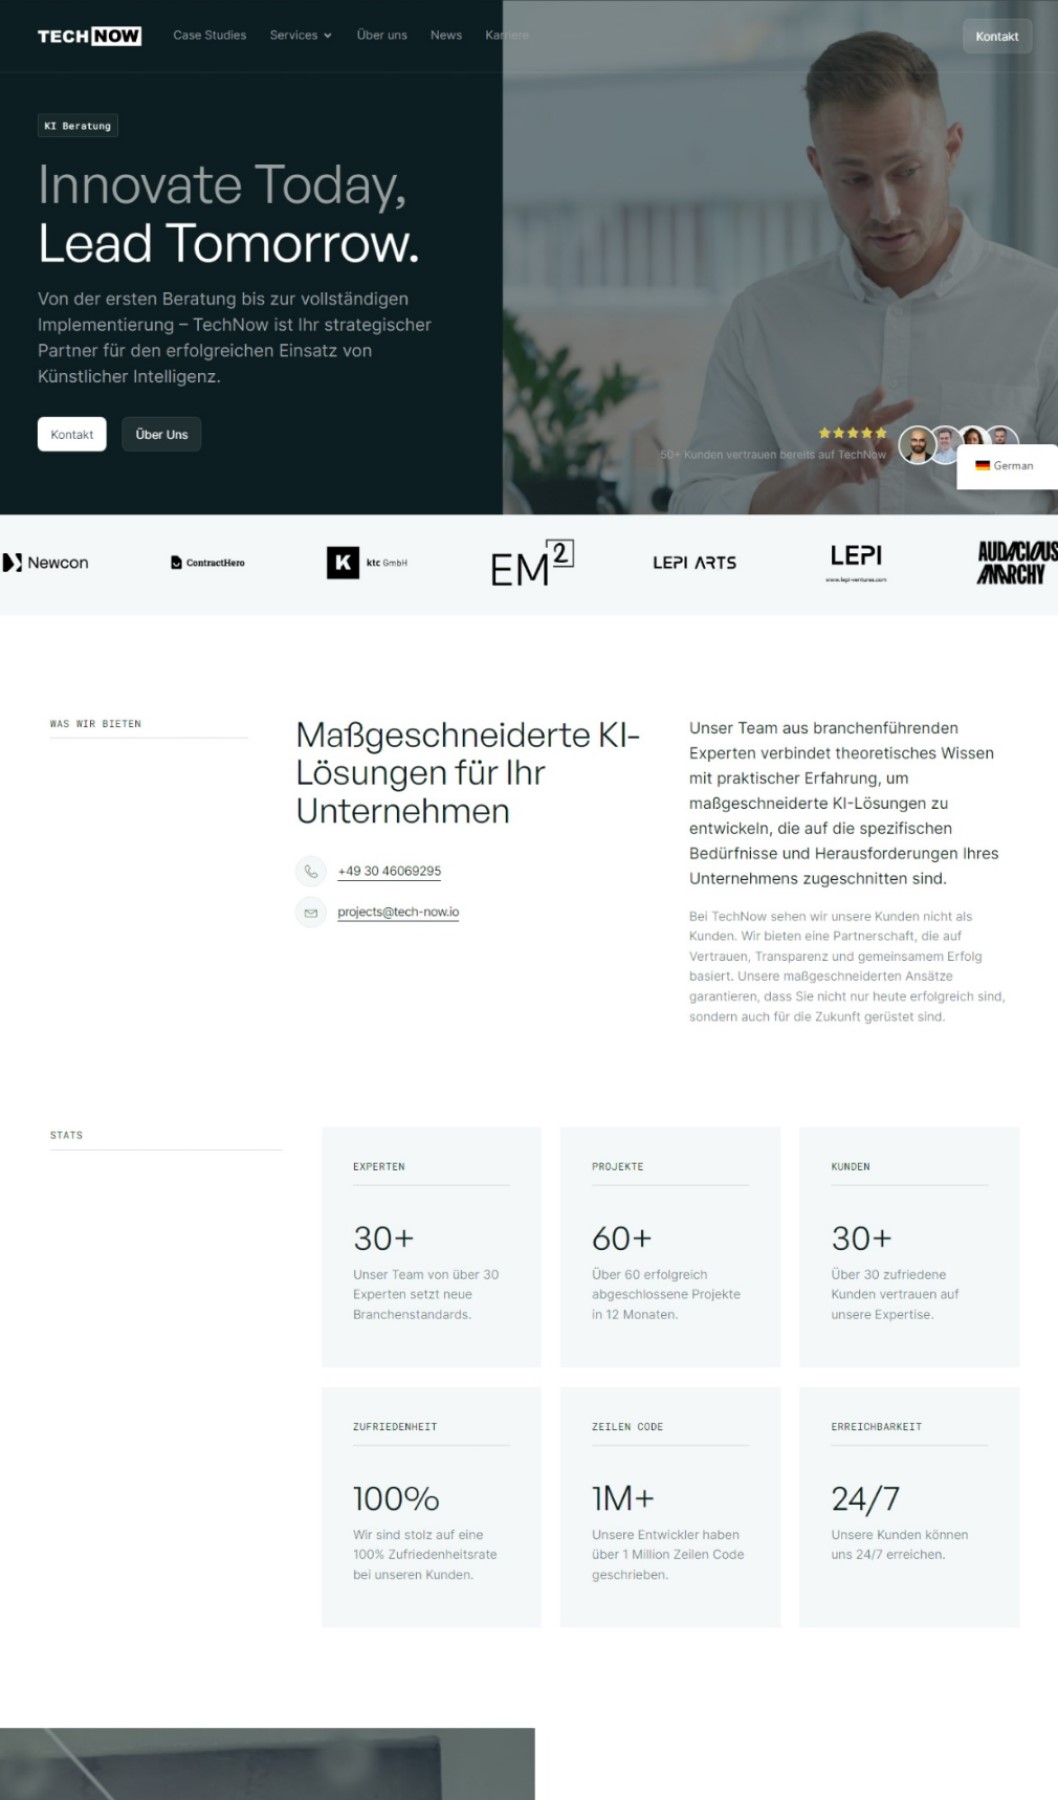 TECH NOW
Case Studies
Services
Über uns
News
Karriere
Kontakt
KI Beratung
Innovate Today,
Lead Tomorrow.
Von der ersten Beratung bis zur vollständigen
Implementierung – TechNow ist Ihr strategischer
Partner für den erfolgreichen Einsatz von
Künstlicher Intelligenz.
Kontakt
Über Uns
50+ Kunden vertrauen bereits auf TechNow
German
Newcon
ContractHero
K ktc GmbH
EM2
LEPI ARTS
LEPI
www.lepi-ventures.com
AUDACIOUS
ANARCHY
WAS WIR BIETEN
Maßgeschneiderte KI-
Lösungen für Ihr
Unternehmen
+49 30 46069295
projects@tech-now.io
Unser Team aus branchenführenden
Experten verbindet theoretisches Wissen
mit praktischer Erfahrung, um
maßgeschneiderte KI-Lösungen zu
entwickeln, die auf die spezifischen
Bedürfnisse und Herausforderungen Ihres
Unternehmens zugeschnitten sind.
Bei TechNow sehen wir unsere Kunden nicht als
Kunden. Wir bieten eine Partnerschaft, die auf
Vertrauen, Transparenz und gemeinsamem Erfolg
basiert. Unsere maßgeschneiderten Ansätze
garantieren, dass Sie nicht nur heute erfolgreich sind,
sondern auch für die Zukunft gerüstet sind.
STATS
EXPERTEN
30+
Unser Team von über 30
Experten setzt neue
Branchenstandards.
PROJEKTE
60+
Über 60 erfolgreich
abgeschlossene Projekte
in 12 Monaten.
KUNDEN
30+
Über 30 zufriedene
Kunden vertrauen auf
unsere Expertise.
ZUFRIEDENHEIT
100%
Wir sind stolz auf eine
100% Zufriedenheitsrate
bei unseren Kunden.
ZEILEN CODE
1M+
Unsere Entwickler haben
über 1 Million Zeilen Code
geschrieben.
ERREICHBARKEIT
24/7
Unsere Kunden können
uns 24/7 erreichen.